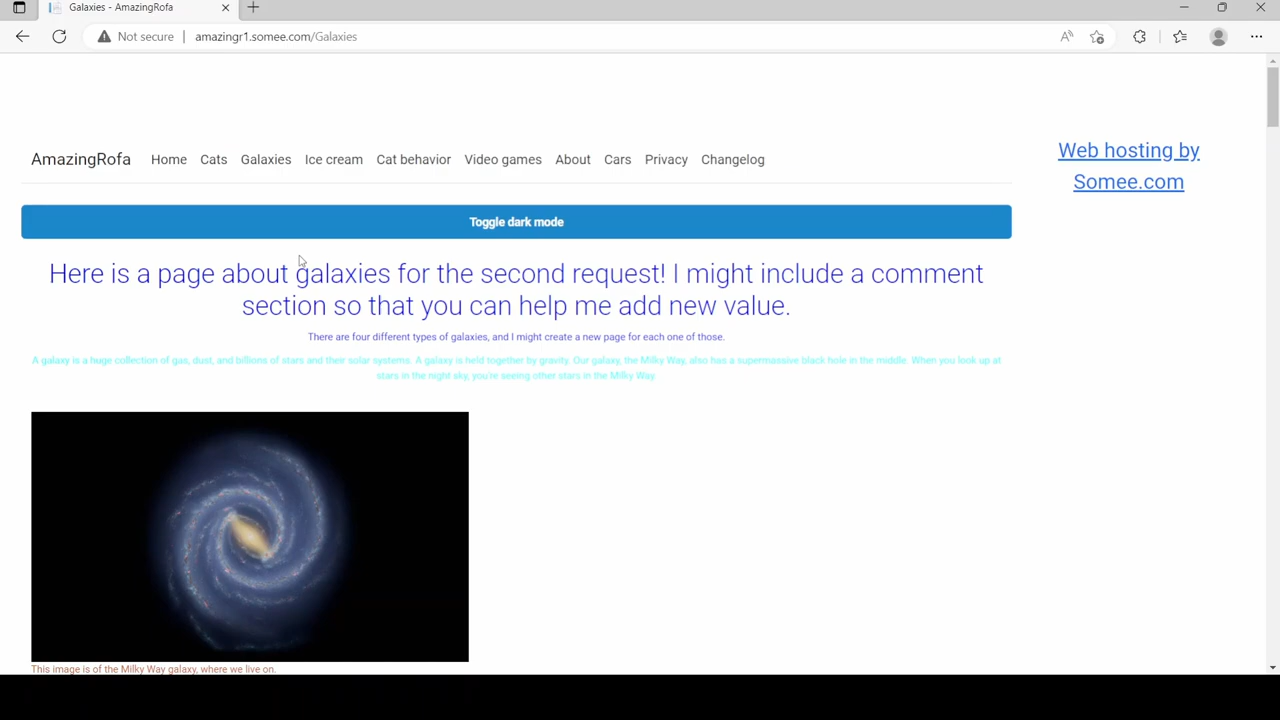 Galaxies - AmazingRofa
Not secure
amazingr1.somee.com/Galaxies
AmazingRofa Home Cats Galaxies Ice cream Cat behavior Video games About Cars Privacy Changelog
Web hosting by
Somee.com
Toggle dark mode
Here is a page about galaxies for the second request! I might include a comment
section so that you can help me add new value.
There are four different types of galaxies, and I might create a new page for each one of those.
A galaxy is a huge collection of gas, dust, and billions of stars and their solar systems. A galaxy is held together by gravity. Our galaxy, the Milky Way, also has a supermassive black hole in the middle. When you look up at
stars in the night sky, you're seeing other stars in the Milky Way.
This image is of the Milky Way galaxy, where we live on.